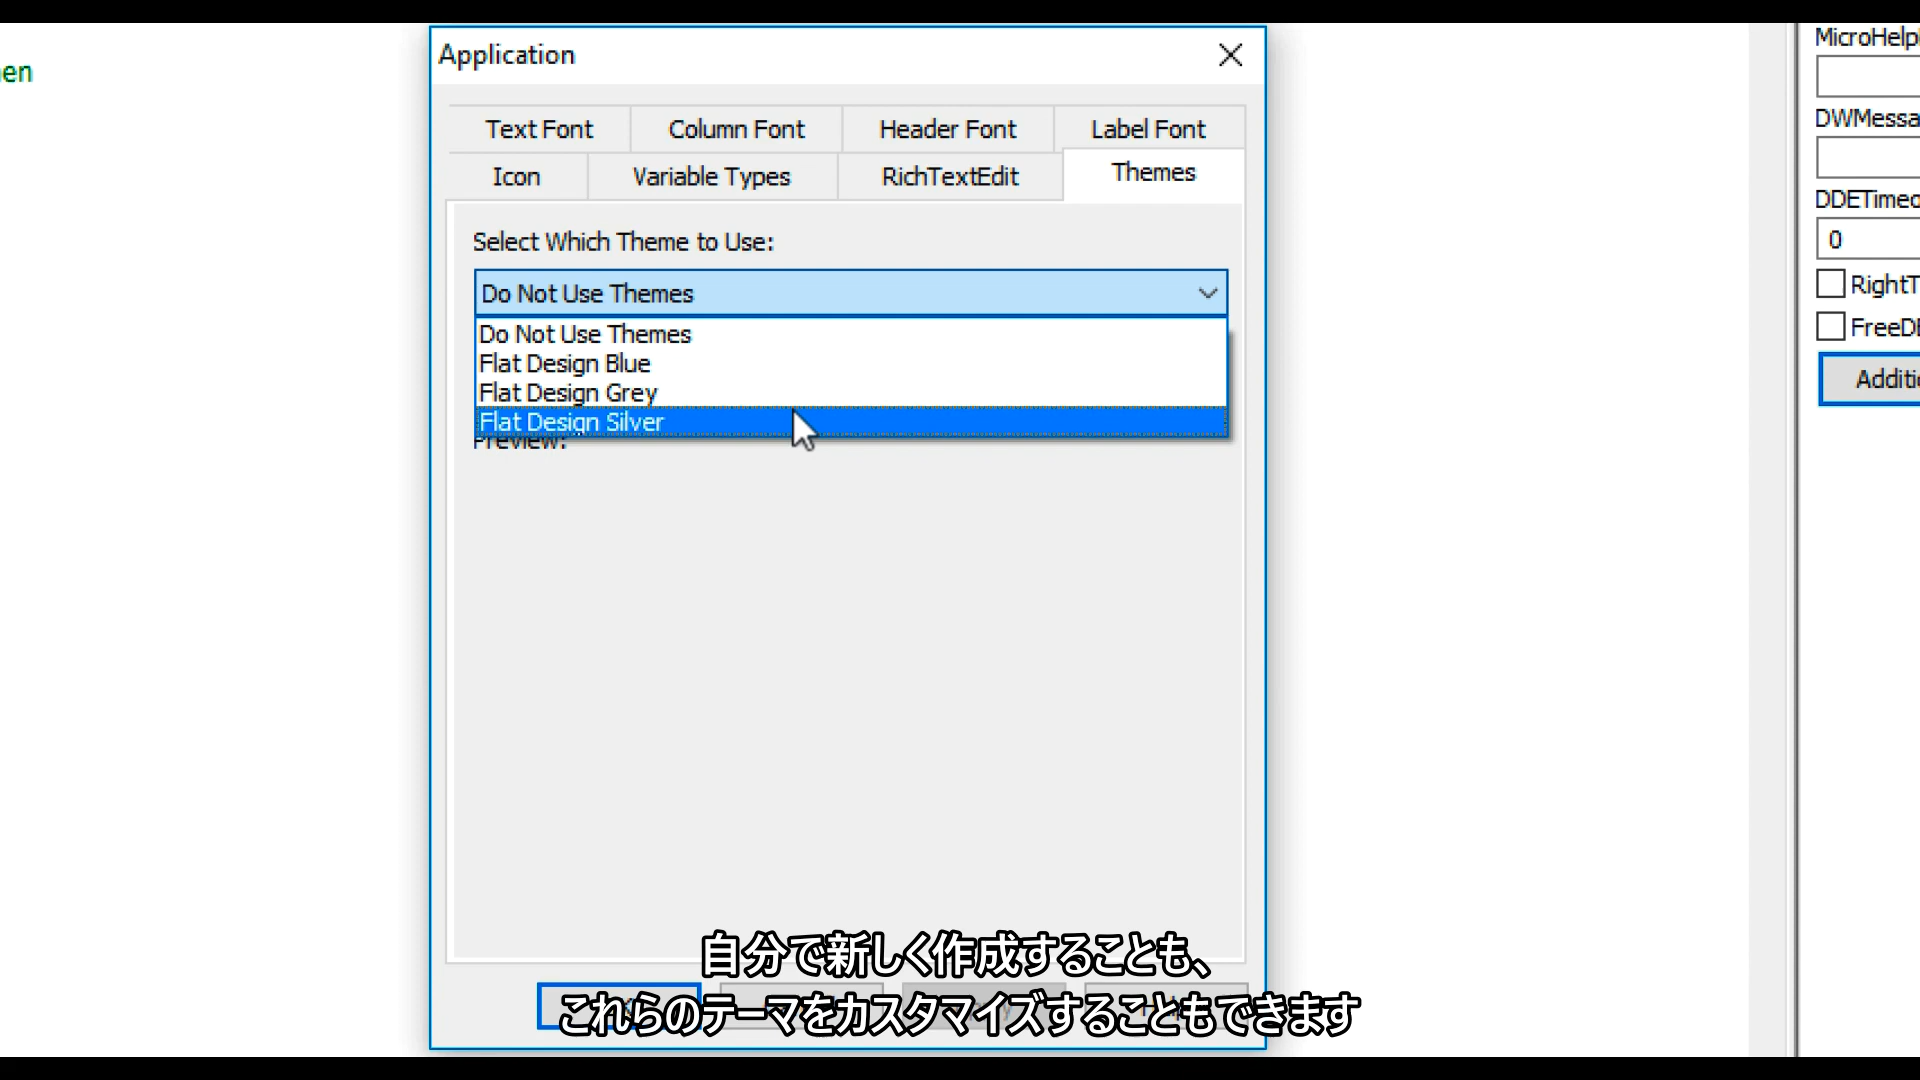 Application
Text Font
Column Font
Header Font
Label Font
Icon
Variable Types
RichTextEdit
Themes
Select Which Theme to Use:
Do Not Use Themes
Do Not Use Themes
Flat Design Blue
Flat Design Grey
Flat Design Silver
Preview:
MicroHelp
DWMessa
DDETimeo
0
RightT
FreeDB
Additi
自分で新しく作成することも、
これらのテーマをカスタマイズすることもできます